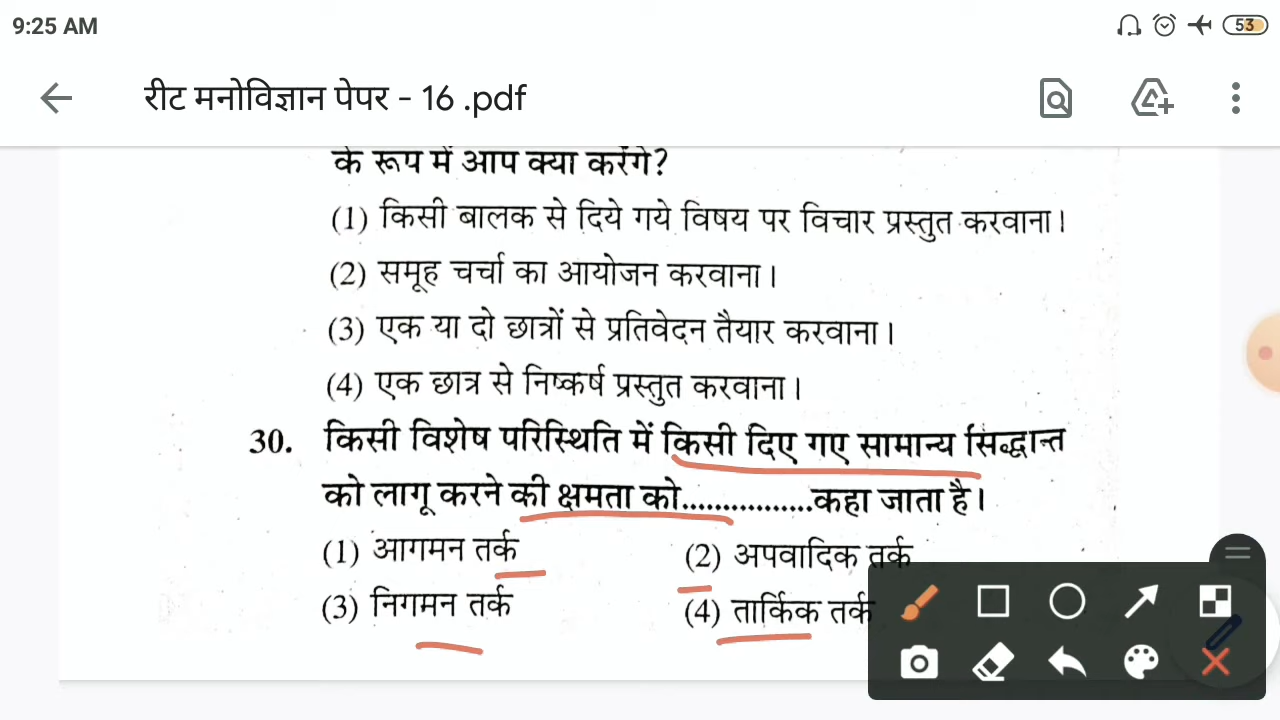 9:25 AM
53
रीट मनोविज्ञान पेपर - 16 .pdf
के रूप में आप क्या करेंगे?
(1) किसी बालक से दिये गये विषय पर विचार प्रस्तुत करवाना।
(2) समूह चर्चा का आयोजन करवाना।
(3) एक या दो छात्रों से प्रतिवेदन तैयार करवाना।
(4) एक छात्र से निष्कर्ष प्रस्तुत करवाना।
30. किसी विशेष परिस्थिति में किसी दिए गए सामान्य सिद्धान्त
को लागू करने की क्षमता को...............कहा जाता है।
(1) आगमन तर्क (2) अपवादिक तर्क
(3) निगमन तर्क (4) तार्किक तर्क